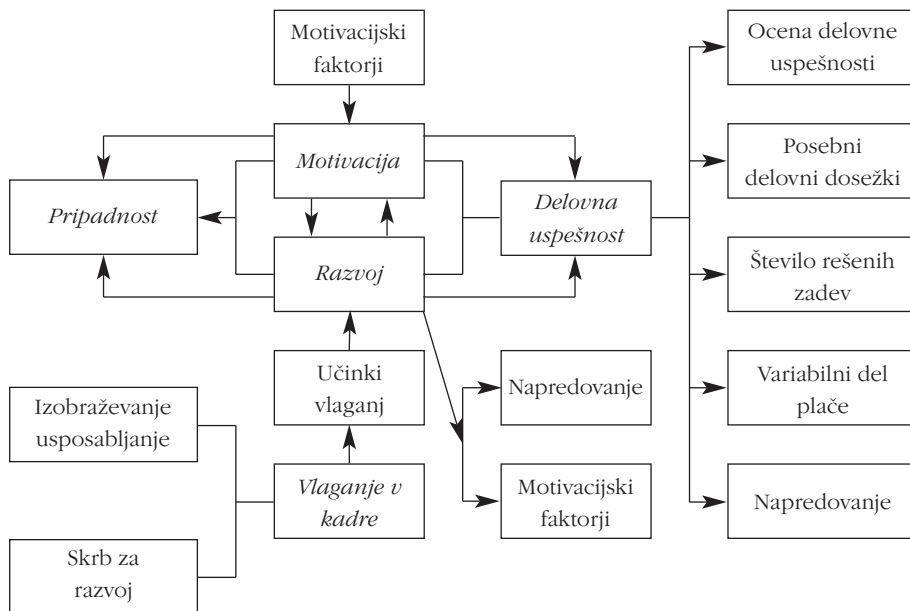 Motivacijski
faktorji
Motivacija
Pripadnost
Razvoj
Delovna
uspešnost
Učinki
vlaganj
Izobraževanje
usposabljanje
Vlaganje v
kadre
Skrb za
razvoj
Napredovanje
Motivacijski
faktorji
Ocena delovne
uspešnosti
Posebni
delovni dosežki
Število rešenih
zadev
Variabilni del
plače
Napredovanje